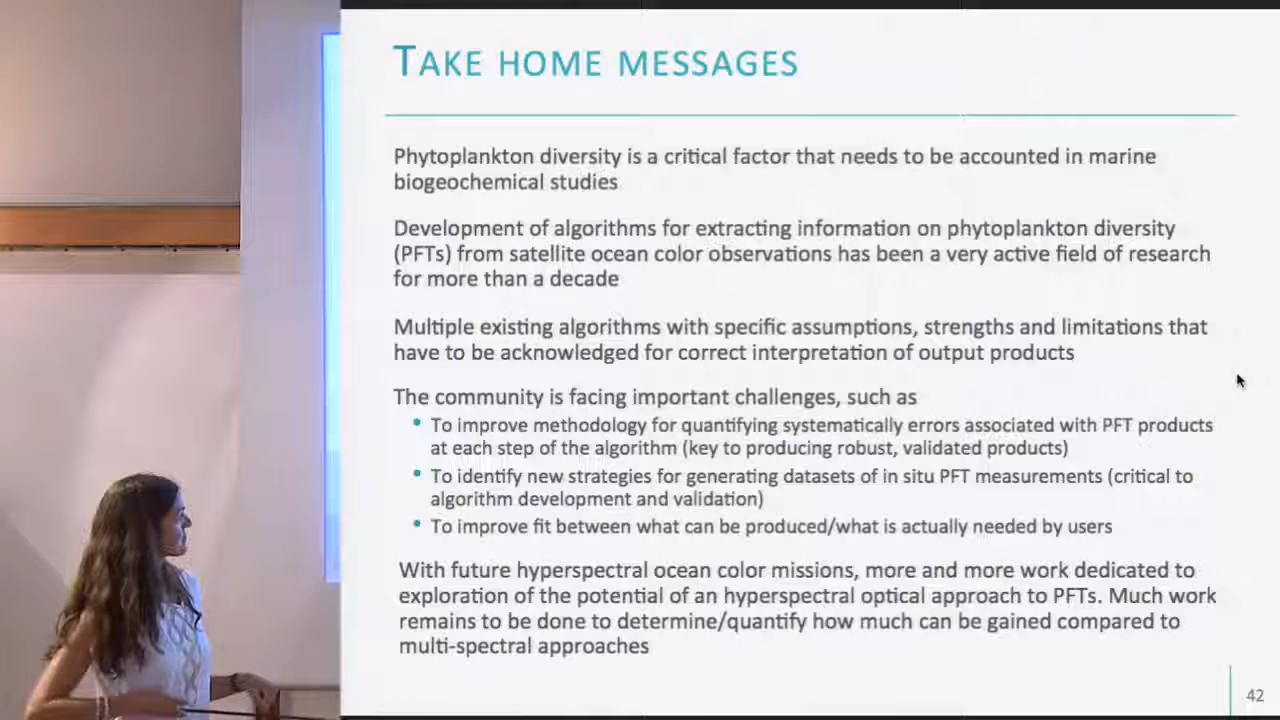 TAKE HOME MESSAGES
Phytoplankton diversity is a critical factor that needs to be accounted in marine
biogeochemical studies
Development of algorithms for extracting information on phytoplankton diversity
(PFTs) from satellite ocean color observations has been a very active field of research
for more than a decade
Multiple existing algorithms with specific assumptions, strengths and limitations that
have to be acknowledged for correct interpretation of output products
The community is facing important challenges, such as
• To improve methodology for quantifying systematically errors associated with PFT products
at each step of the algorithm (key to producing robust, validated products)
• To identify new strategies for generating datasets of in situ PFT measurements (critical to
algorithm development and validation)
• To improve fit between what can be produced/what is actually needed by users
With future hyperspectral ocean color missions, more and more work dedicated to
exploration of the potential of an hyperspectral optical approach to PFTs. Much work
remains to be done to determine/quantify how much can be gained compared to
multi-spectral approaches
42